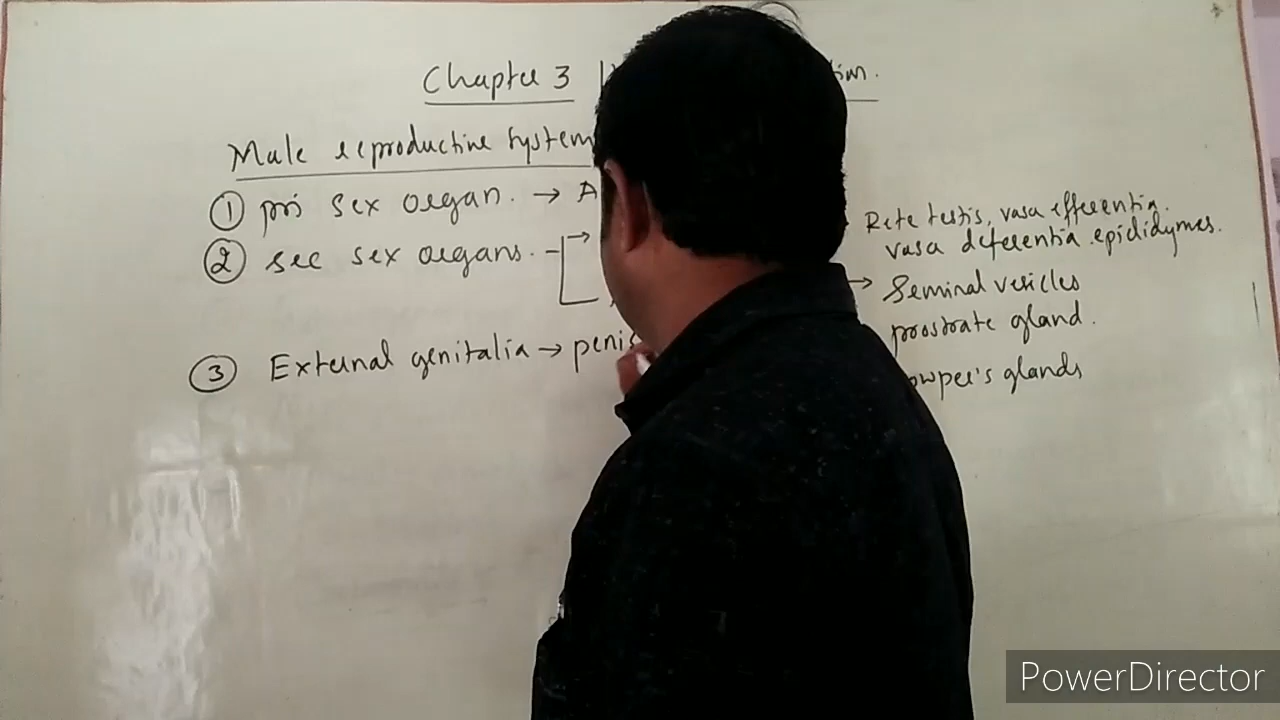 Chapter 3
Male reproductive system
① pri sex organ. → A
② sec sex organs. → Rete testis, vasa efferentia.
vasa deferentia epididymes.
→ Seminal vesicles
prostrate gland.
③ External genitalia → penis
owper's glands
PowerDirector